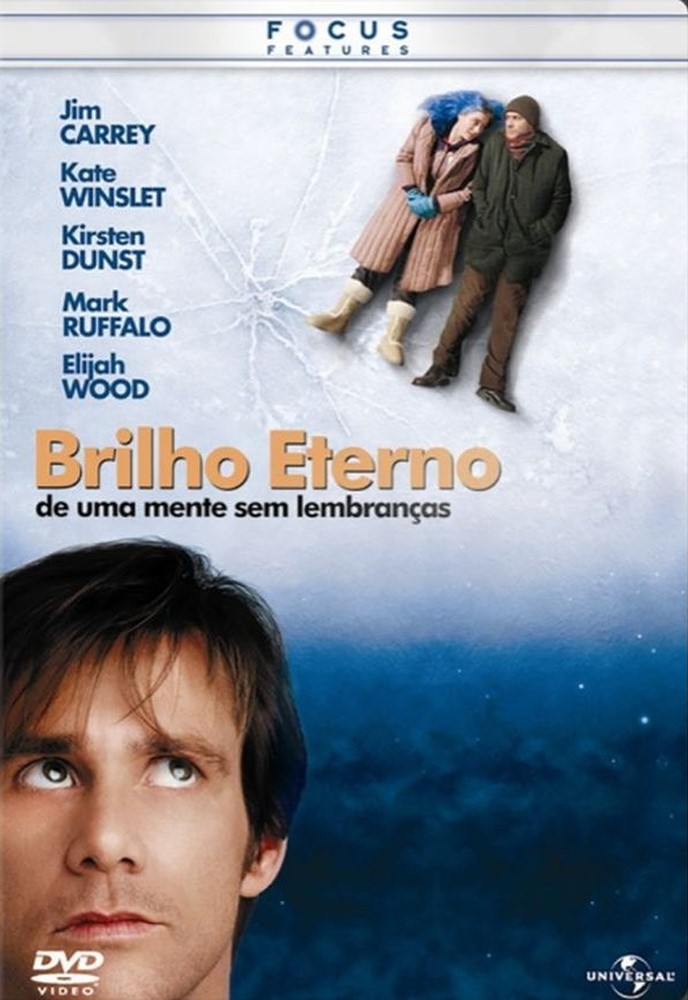 FOCUS
FEATURES
Jim
CARREY
Kate
WINSLET
Kirsten
DUNST
Mark
RUFFALO
Elijah
WOOD
Brilho Eterno
de uma mente sem lembranças
DVD
VIDEO
UNIVERSAL